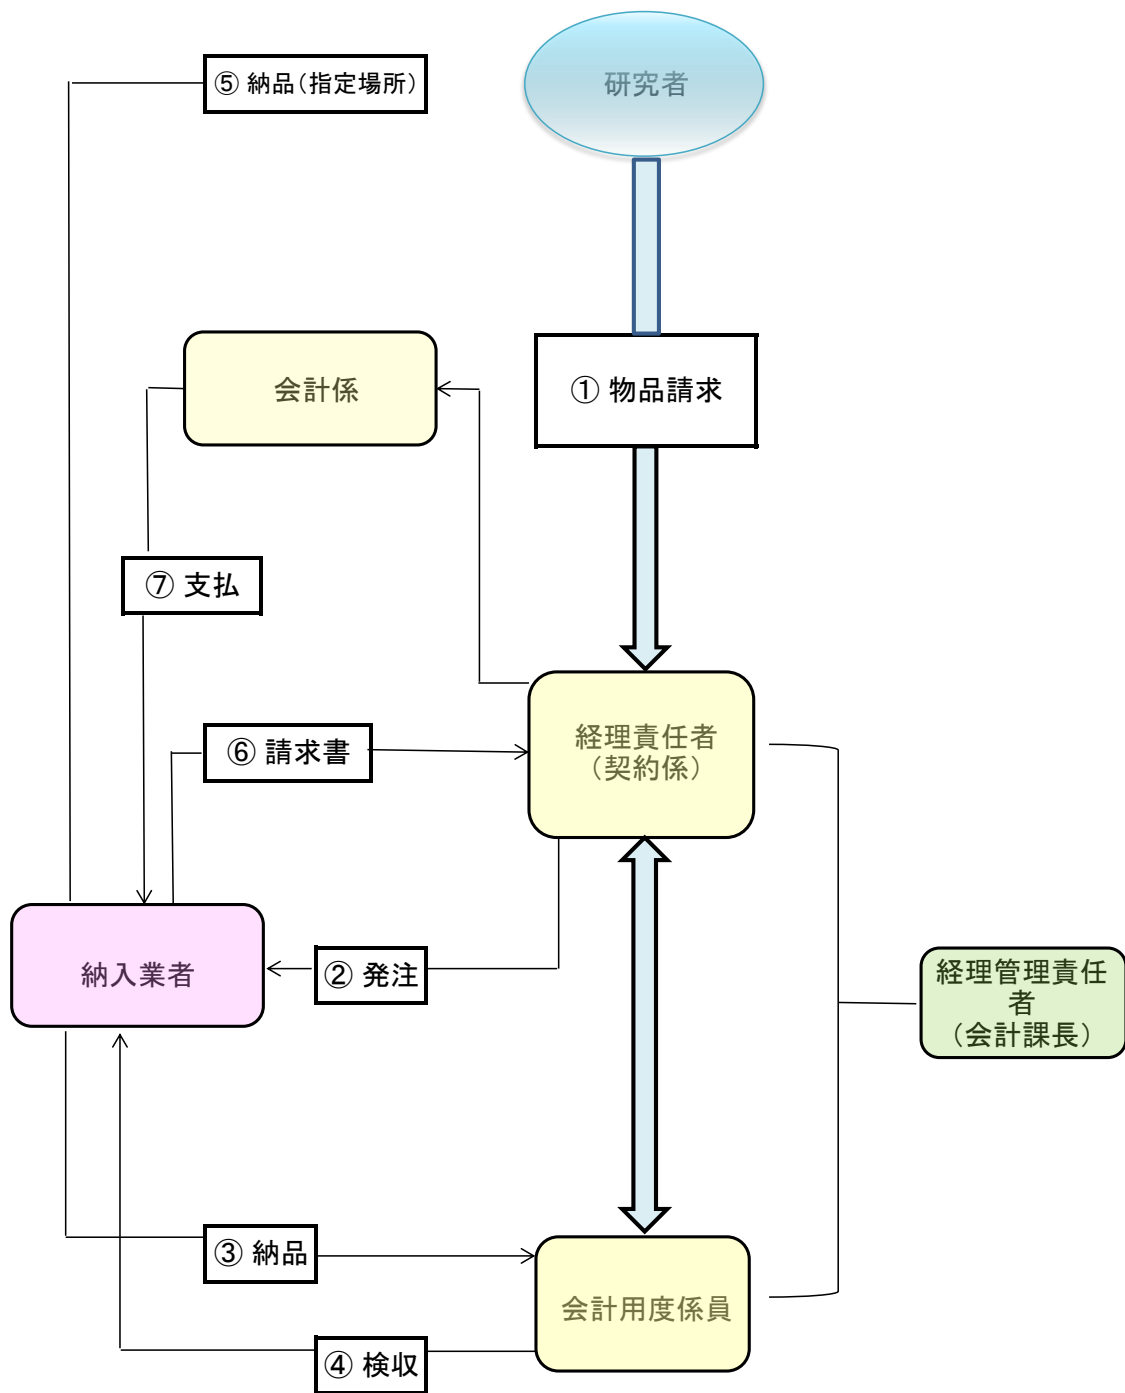 ⑤ 納品（指定場所）
研究者
会計係
① 物品請求
⑦ 支払
⑥ 請求書
経理責任者
（契約係）
納入業者
② 発注
経理管理責任
者
（会計課長）
③ 納品
会計用度係員
④ 検収